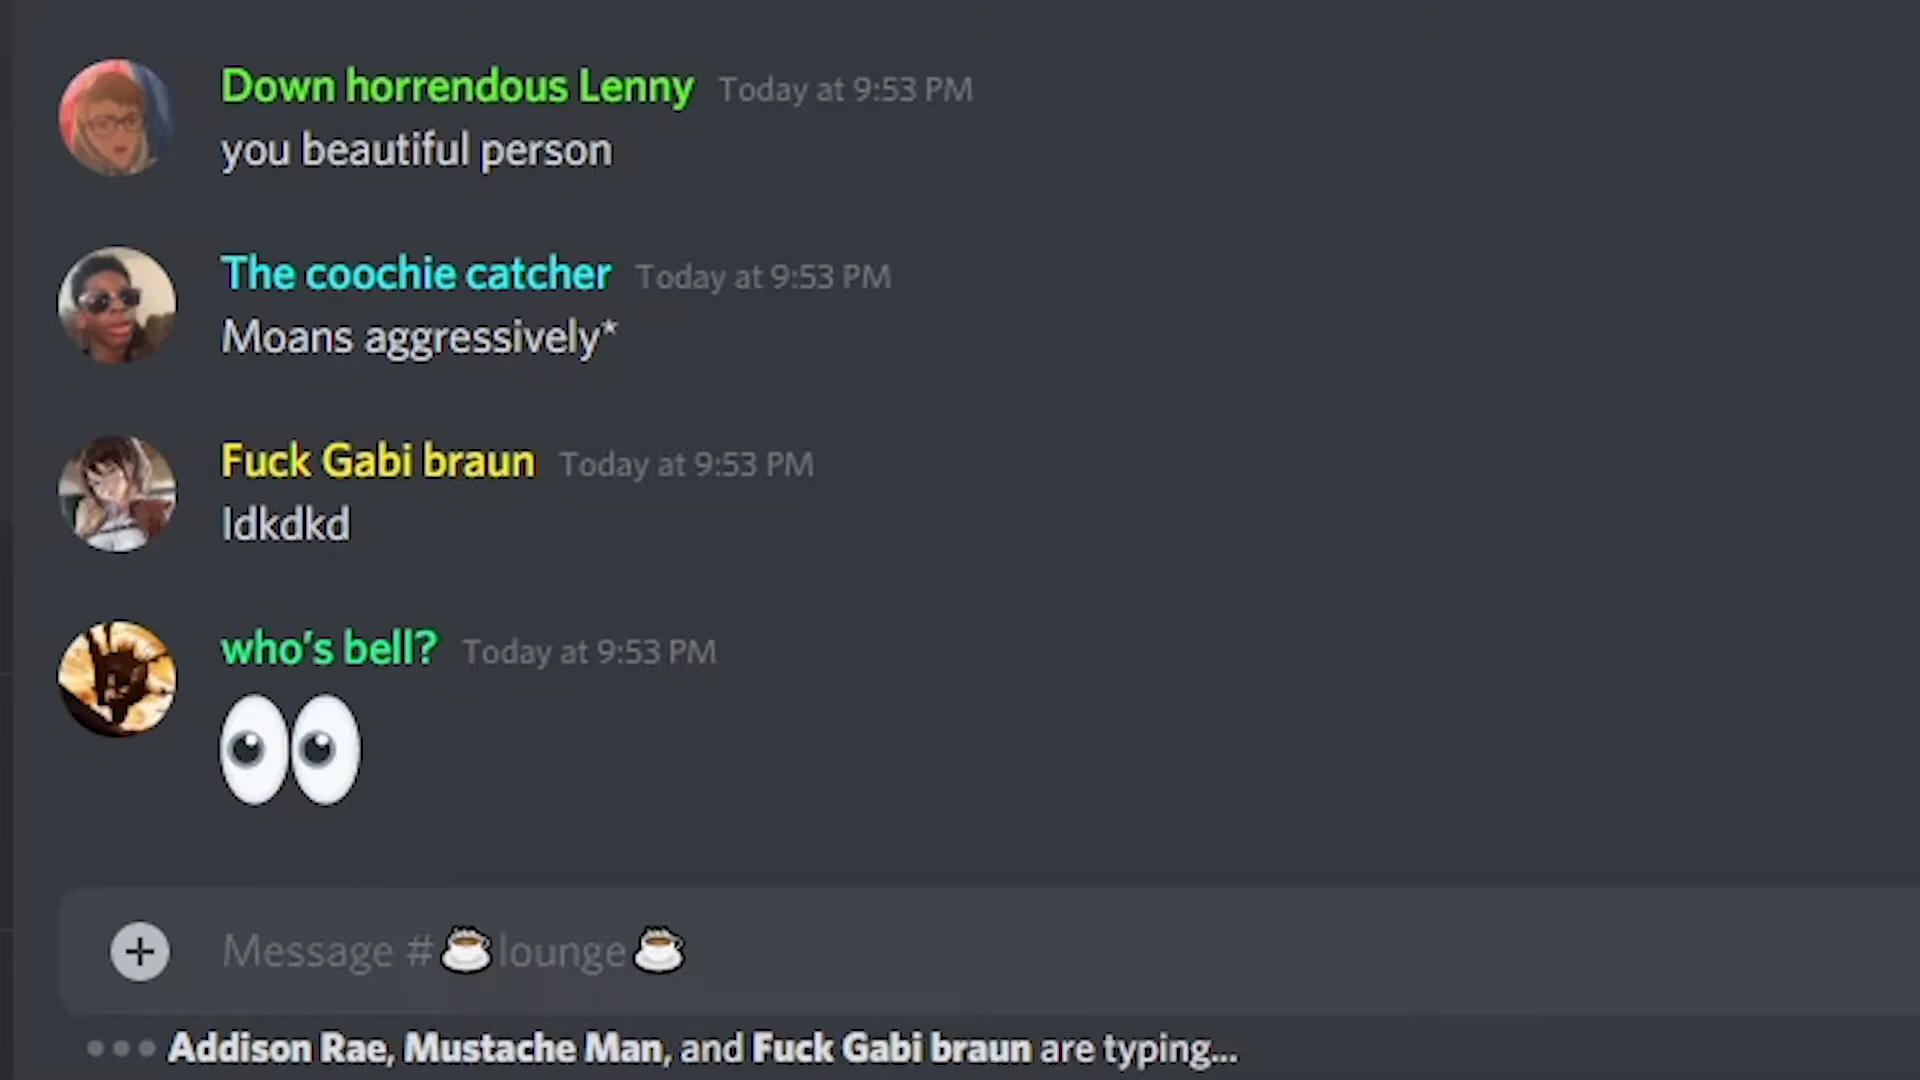 Down horrendous Lenny Today at 9:53 PM
you beautiful person
The coochie catcher Today at 9:53 PM
Moans aggressively*
Fuck Gabi braun Today at 9:53 PM
Idkdkd
who's bell? Today at 9:53 PM
👀
Message #☕lounge☕
Addison Rae, Mustache Man, and Fuck Gabi braun are typing...